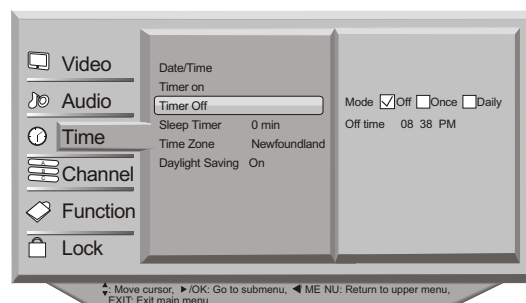 Video
Audio
Time
Channel
Function
Lock
Date/Time
Timer on
Timer Off
Sleep Timer 0 min
Time Zone Newfoundland
Daylight Saving On
Mode Off Once Daily
Off time 08 38 PM
: Move cursor, /OK: Go to submenu, ME NU: Return to upper menu,
EXIT: Exit main menu